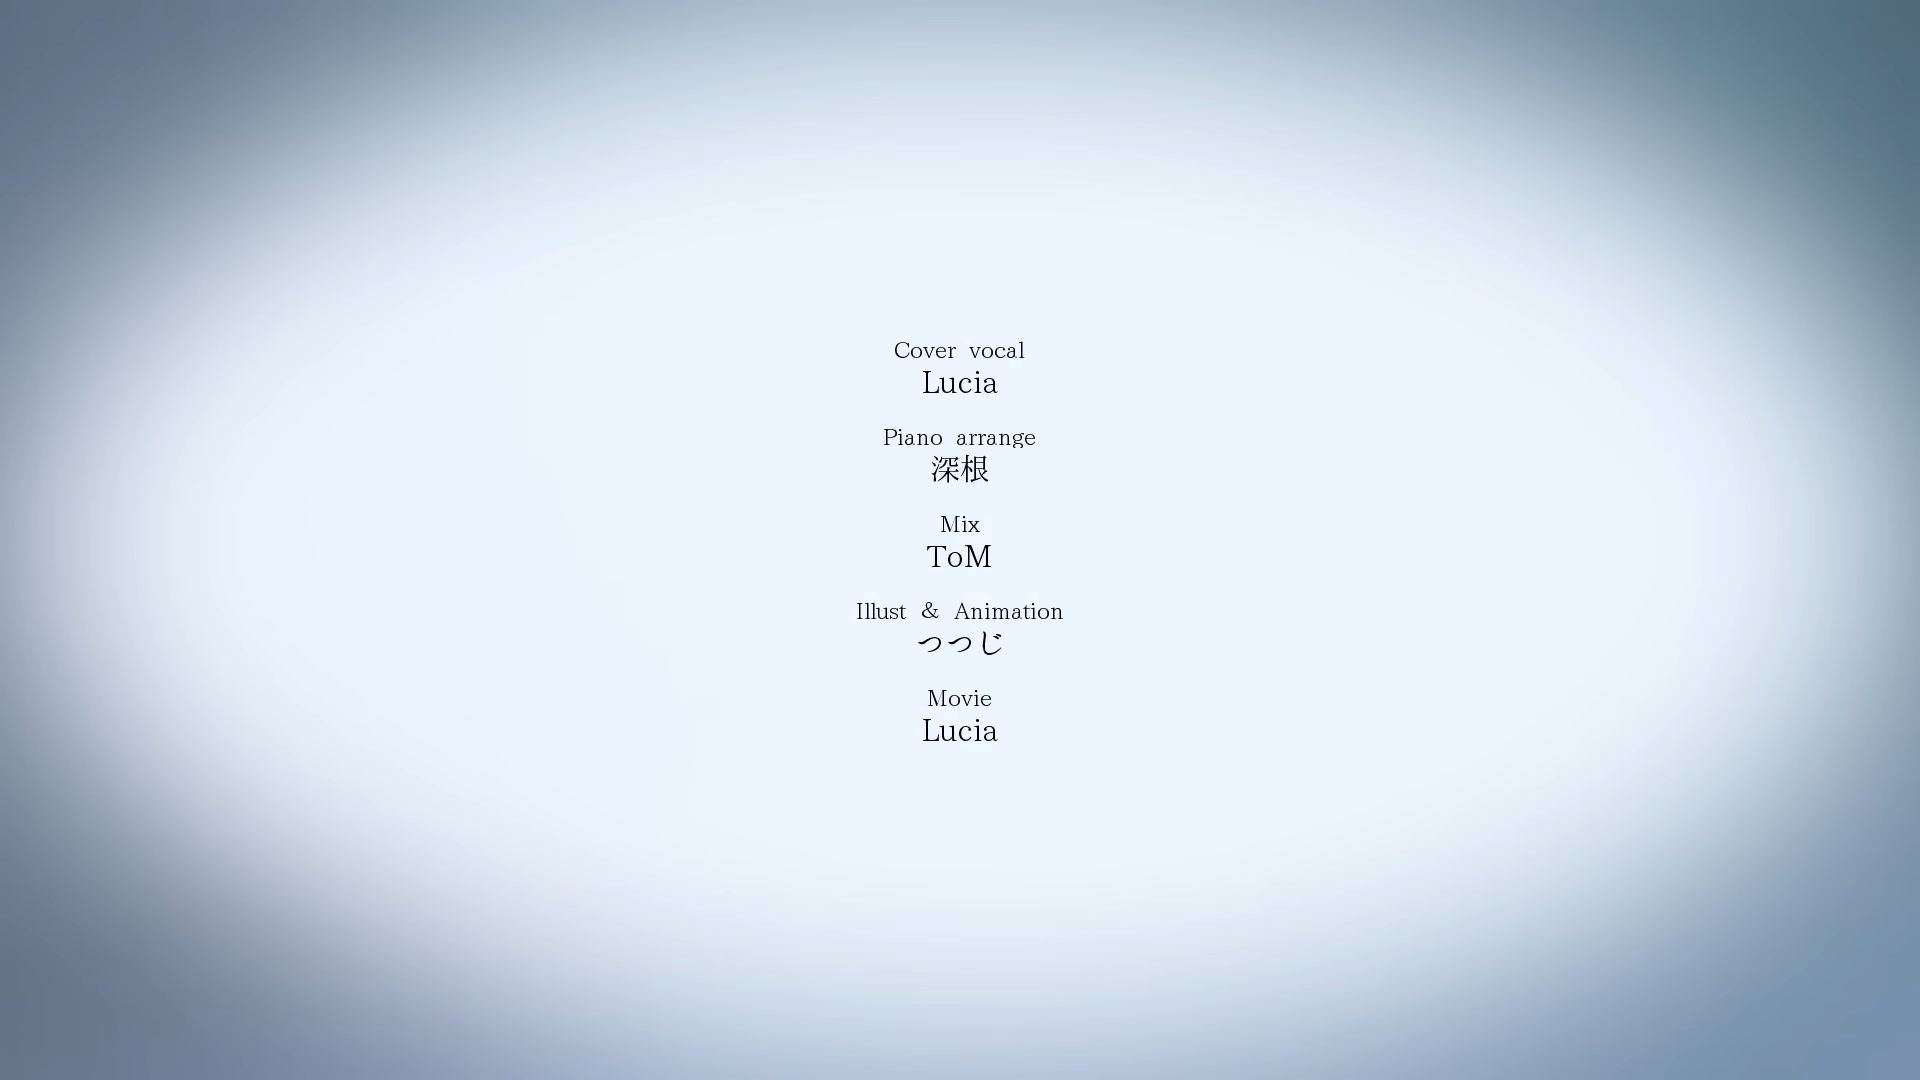 Cover vocal
Lucia
Piano arrange
深根
Mix
ToM
Illust & Animation
つつじ
Movie
Lucia